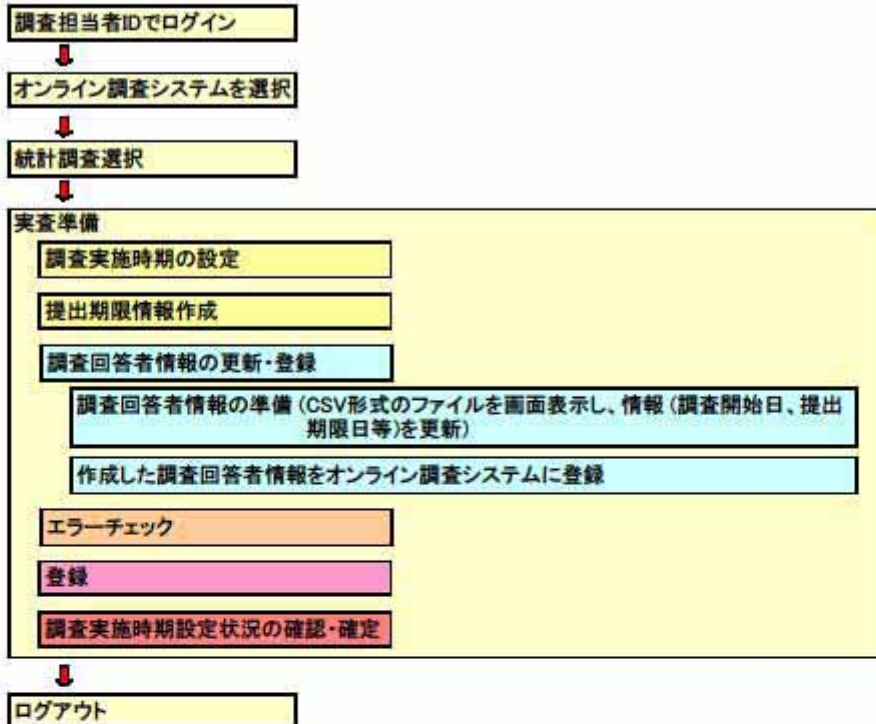 調査担当者IDでログイン
オンライン調査システムを選択
統計調査選択
実査準備
調査実施時期の設定
提出期限情報作成
調査回答者情報の更新・登録
調査回答者情報の準備(CSV形式のファイルを画面表示し、情報(調査開始日、提出
期限日等)を更新)
作成した調査回答者情報をオンライン調査システムに登録
エラーチェック
登録
調査実施時期設定状況の確認・確定
ログアウト